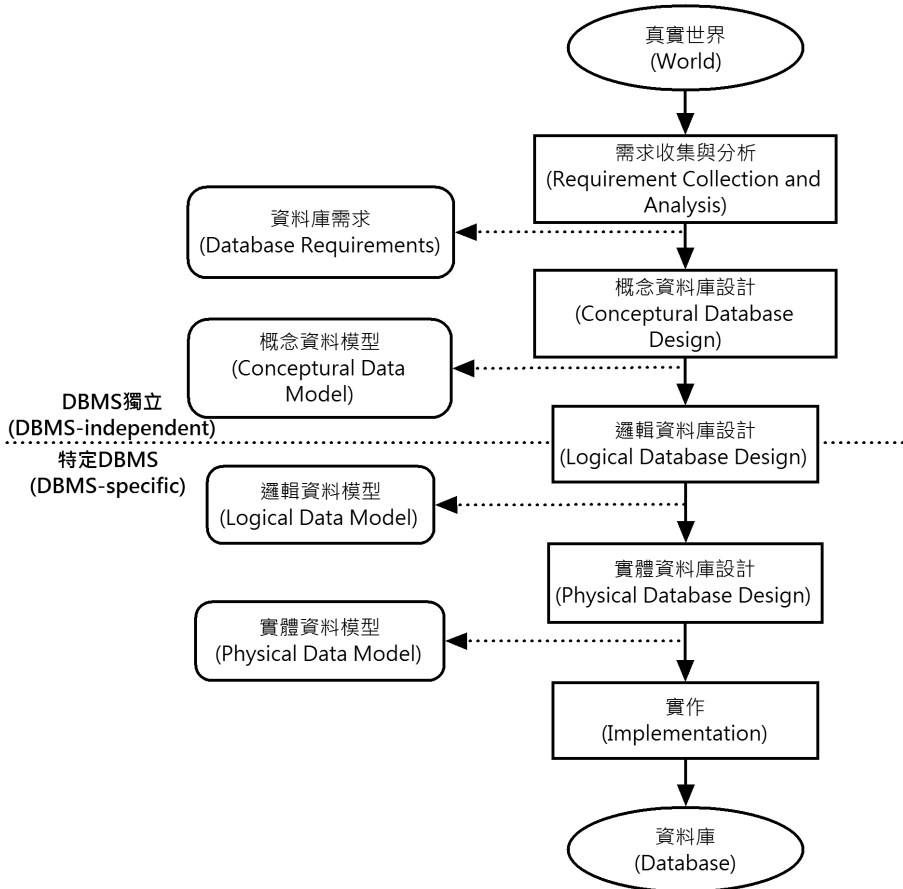 真實世界
(World)
需求收集與分析
(Requirement Collection and
Analysis)
資料庫需求
(Database Requirements)
概念資料庫設計
(Conceptural Database
Design)
概念資料模型
(Conceptural Data
Model)
DBMS獨立
(DBMS-independent)
特定DBMS
(DBMS-specific)
邏輯資料庫設計
(Logical Database Design)
邏輯資料模型
(Logical Data Model)
實體資料庫設計
(Physical Database Design)
實體資料模型
(Physical Data Model)
實作
(Implementation)
資料庫
(Database)